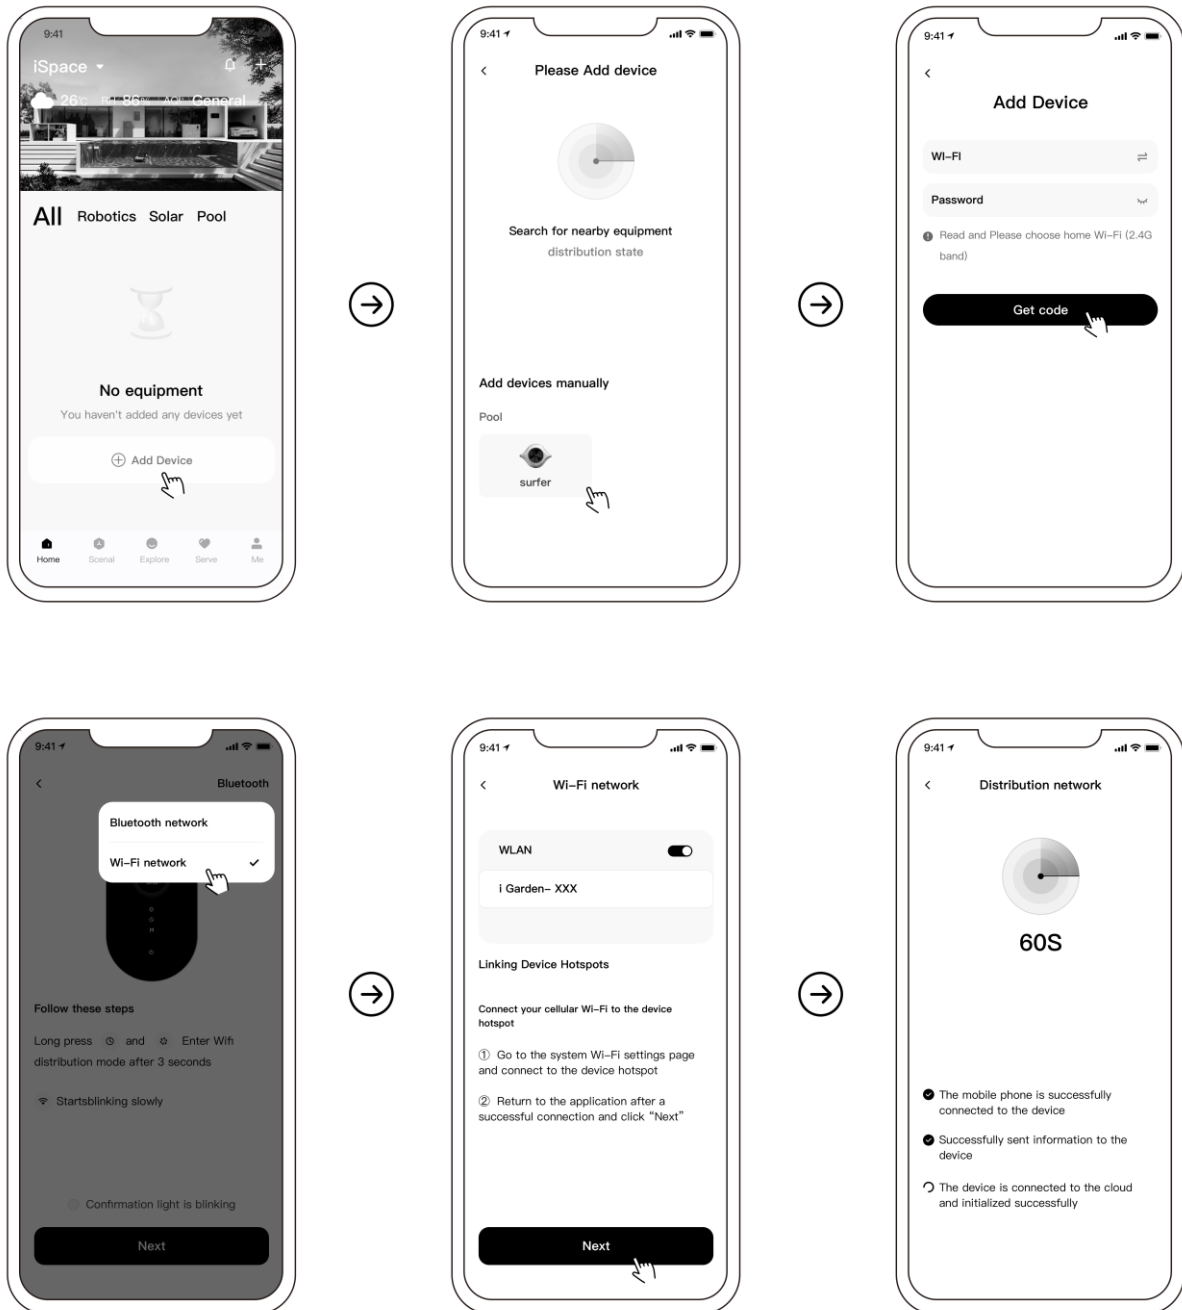 9:41
iSpace
26°C 86% AQI General
All Robotics Solar Pool
No equipment
You haven't added any devices yet
Add Device
Home Scenal Explore Serve Me
9:41
Please Add device
Search for nearby equipment
distribution state
Add devices manually
Pool
surfer
9:41
Add Device
WI-FI
Password
Read and Please choose home Wi-Fi (2.4G
band)
Get code
9:41
Bluetooth
Bluetooth network
Wi-Fi network
Follow these steps
Long press and Enter Wifi
distribution mode after 3 seconds
Startsblinking slowly
Confirmation light is blinking
Next
9:41
Wi-Fi network
WLAN
i Garden- XXX
Linking Device Hotspots
Connect your cellular Wi-Fi to the device
hotspot
① Go to the system Wi-Fi settings page
and connect to the device hotspot
② Return to the application after a
successful connection and click “Next”
Next
9:41
Distribution network
60S
The mobile phone is successfully
connected to the device
Successfully sent information to the
device
The device is connected to the cloud
and initialized successfully